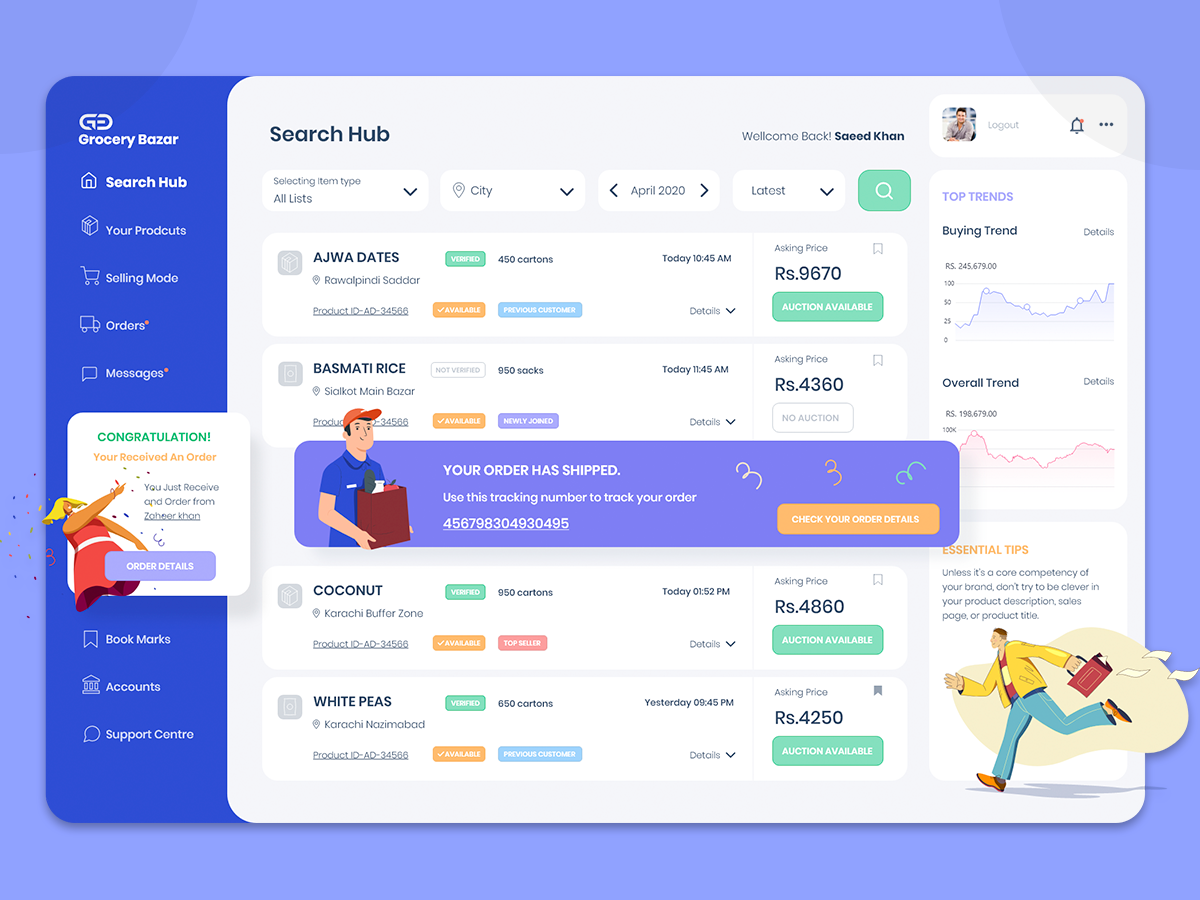 Grocery Bazar
Search Hub
Your Prodcuts
Selling Mode
Orders
Messages
CONGRATULATION!
Your Received An Order
You Just Receive
and Order from
Zaheer khan
ORDER DETAILS
Book Marks
Accounts
Support Centre
Search Hub
Wellcome Back! Saeed Khan
Logout
Selecting Item type
All Lists
City
April 2020
Latest
AJWA DATES
VERIFIED
450 cartons
Today 10:45 AM
Rawalpindi Saddar
Product ID-AD-34566
AVAILABLE
PREVIOUS CUSTOMER
Details
Asking Price
Rs.9670
AUCTION AVAILABLE
BASMATI RICE
NOT VERIFIED
950 sacks
Today 11:45 AM
Sialkot Main Bazar
Produc
D-34566
AVAILABLE
NEWLY JOINED
Details
Asking Price
Rs.4360
NO AUCTION
YOUR ORDER HAS SHIPPED.
Use this tracking number to track your order
456798304930495
CHECK YOUR ORDER DETAILS
COCONUT
VERIFIED
950 cartons
Today 01:52 PM
Karachi Buffer Zone
Product ID-AD-34566
AVAILABLE
TOP SELLER
Details
Asking Price
Rs.4860
AUCTION AVAILABLE
WHITE PEAS
VERIFIED
650 cartons
Yesterday 09:45 PM
Karachi Nazimabad
Product ID-AD-34566
AVAILABLE
PREVIOUS CUSTOMER
Details
Asking Price
Rs.4250
AUCTION AVAILABLE
TOP TRENDS
Buying Trend
Details
RS. 245,679.00
100
50
25
0
Overall Trend
Details
RS. 198,679.00
100K
ESSENTIAL TIPS
Unless it's a core competency of
your brand, don't try to be clever in
your product description, sales
page, or product title.